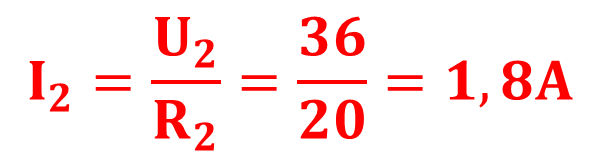 I₂ = U₂/R₂ = 36/20 = 1,8A